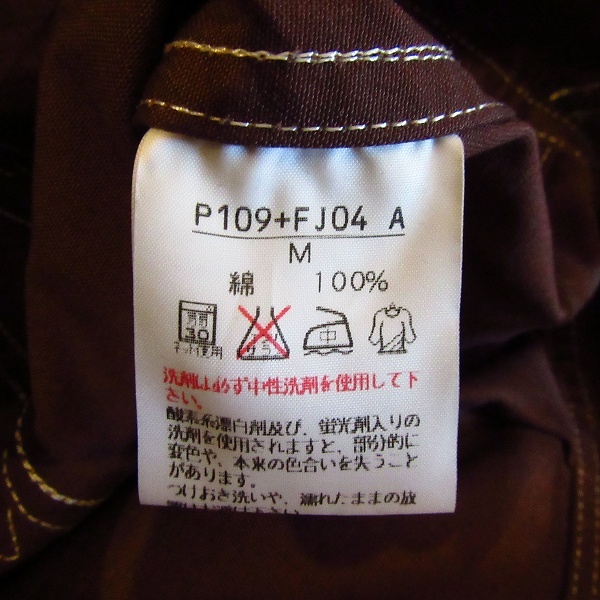 P109+FJ04 A
M
綿 100%
30
ネット使用
中
洗剤は必ず中性洗剤を使用して下
さい。
酸素系漂白剤及び、蛍光剤入りの
洗剤を使用されますと、部分的に
変色や、本来の色合いを失うこと
があります。
つけおき洗いや、濡れたままの放